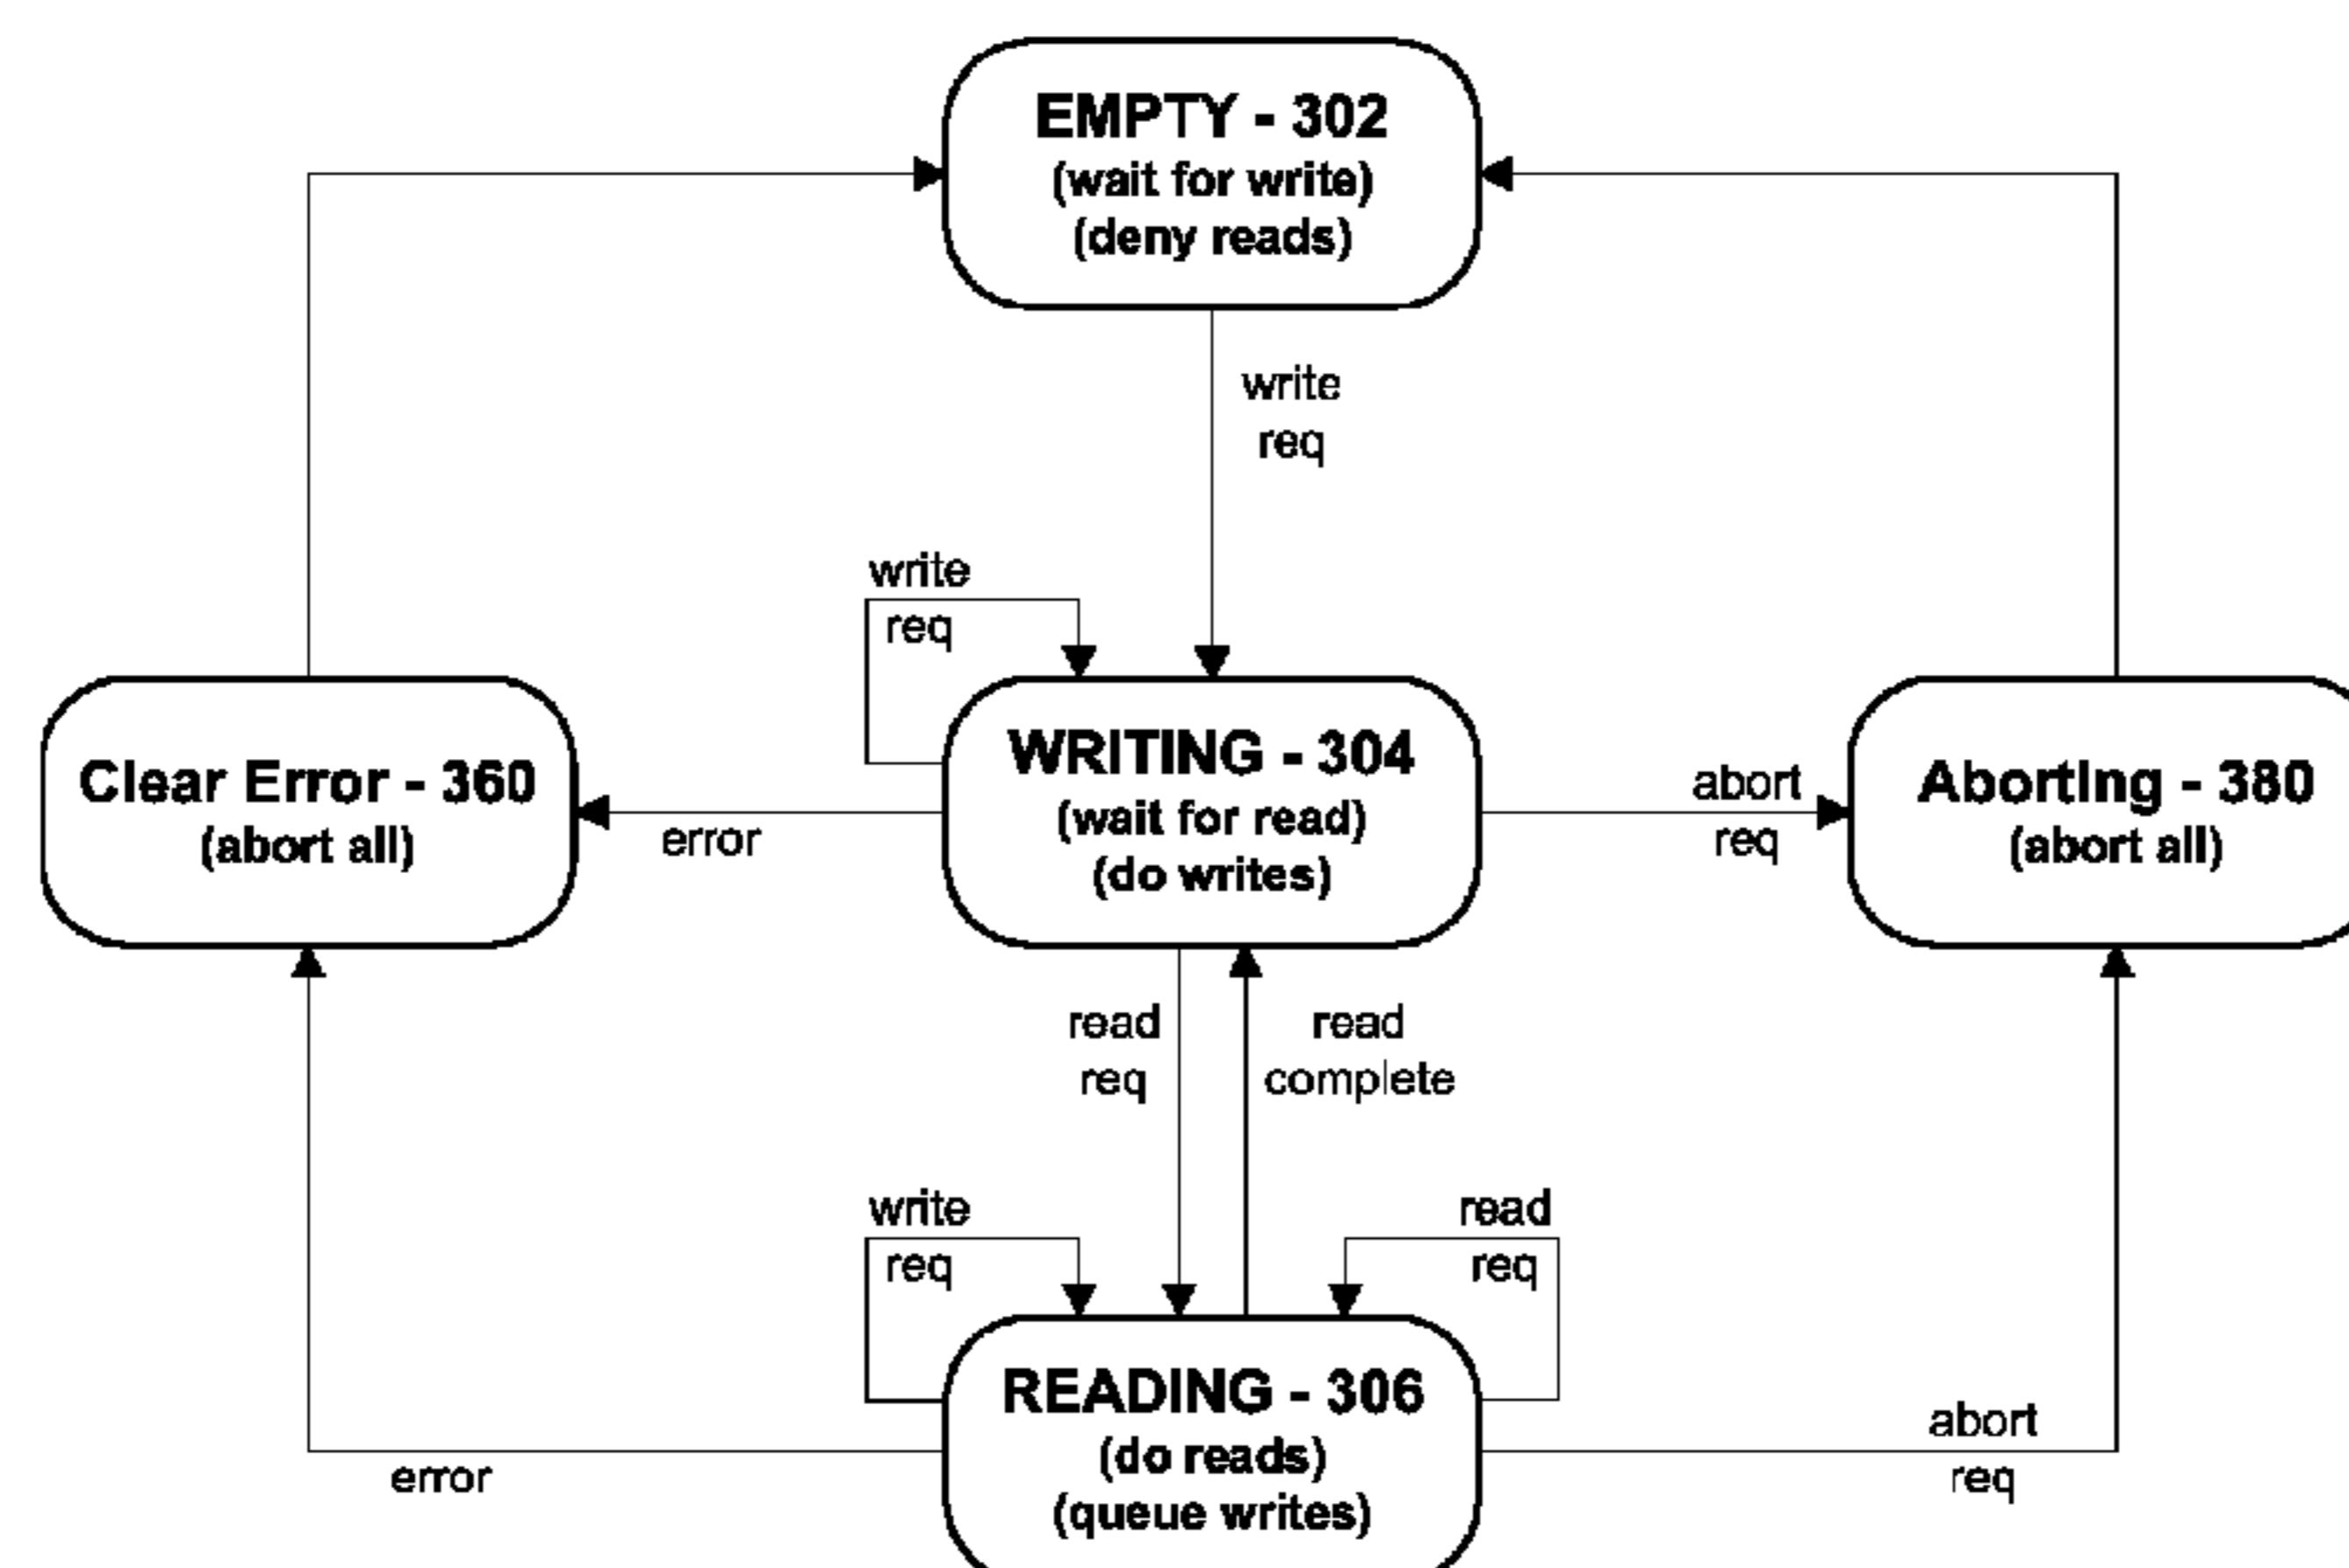 EMPTY - 302
(wait for write)
(deny reads)
write
req
write
req
Clear Error - 360
(abort all)
error
WRITING - 304
(wait for read)
(do writes)
abort
req
Aborting - 380
(abort all)
read
req
read
complete
write
req
read
req
READING - 306
(do reads)
(queue writes)
error
abort
req